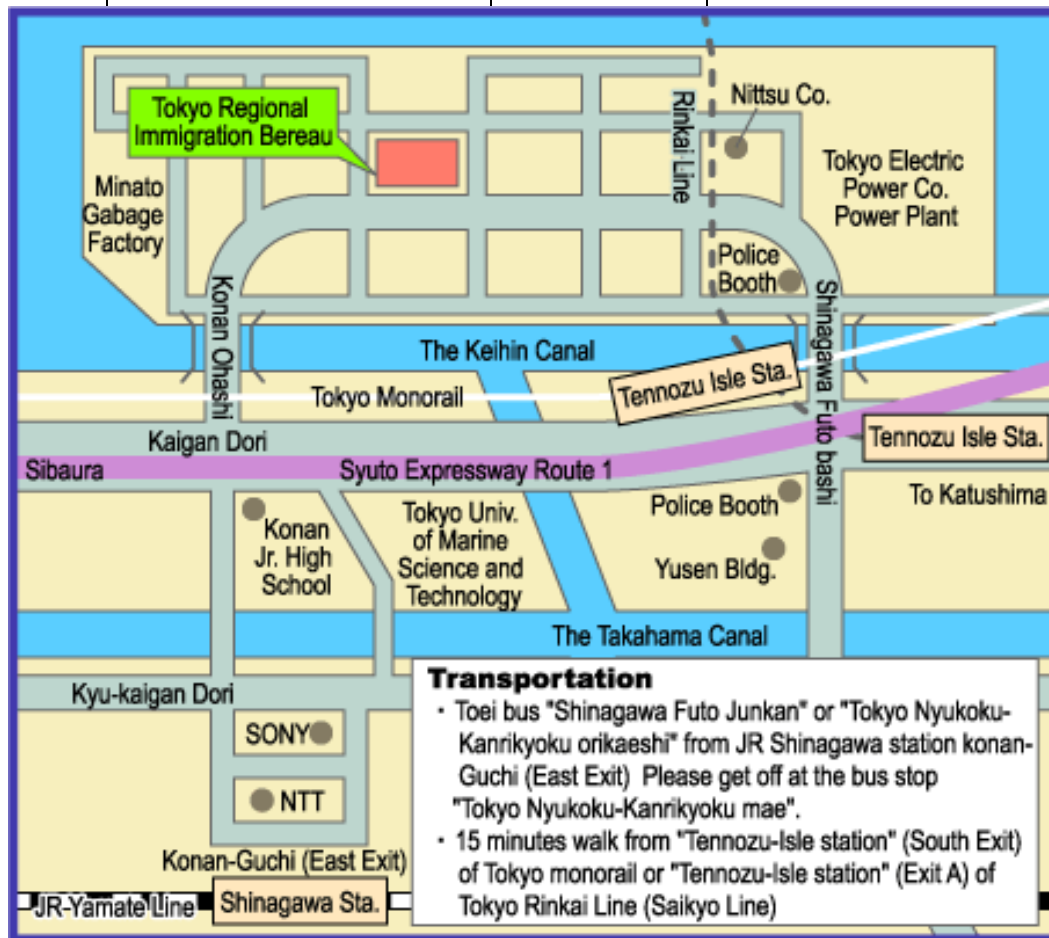 Tokyo Regional
Immigration Bereau
Nittsu Co.
Rinkai Line
Minato
Gabage
Factory
Tokyo Electric
Power Co.
Power Plant
Police
Booth
Konan Ohashi
Shinagawa Futo bashi
The Keihin Canal
Tennozu Isle Sta.
Tokyo Monorail
Kaigan Dori
Tennozu Isle Sta.
Sibaura
Syuto Expressway Route 1
To Katushima
Konan
Jr. High
School
Tokyo Univ.
of Marine
Science and
Technology
Police Booth
Yusen Bldg.
The Takahama Canal
Kyu-kaigan Dori
SONY
NTT
Konan-Guchi (East Exit)
JR-Yamate Line
Shinagawa Sta.
Transportation
・ Toei bus "Shinagawa Futo Junkan" or "Tokyo Nyukoku-
Kanrikyoku orikaeshi" from JR Shinagawa station konan-
Guchi (East Exit) Please get off at the bus stop
"Tokyo Nyukoku-Kanrikyoku mae".
・ 15 minutes walk from "Tennozu-Isle station" (South Exit)
of Tokyo monorail or "Tennozu-Isle station" (Exit A) of
Tokyo Rinkai Line (Saikyo Line)